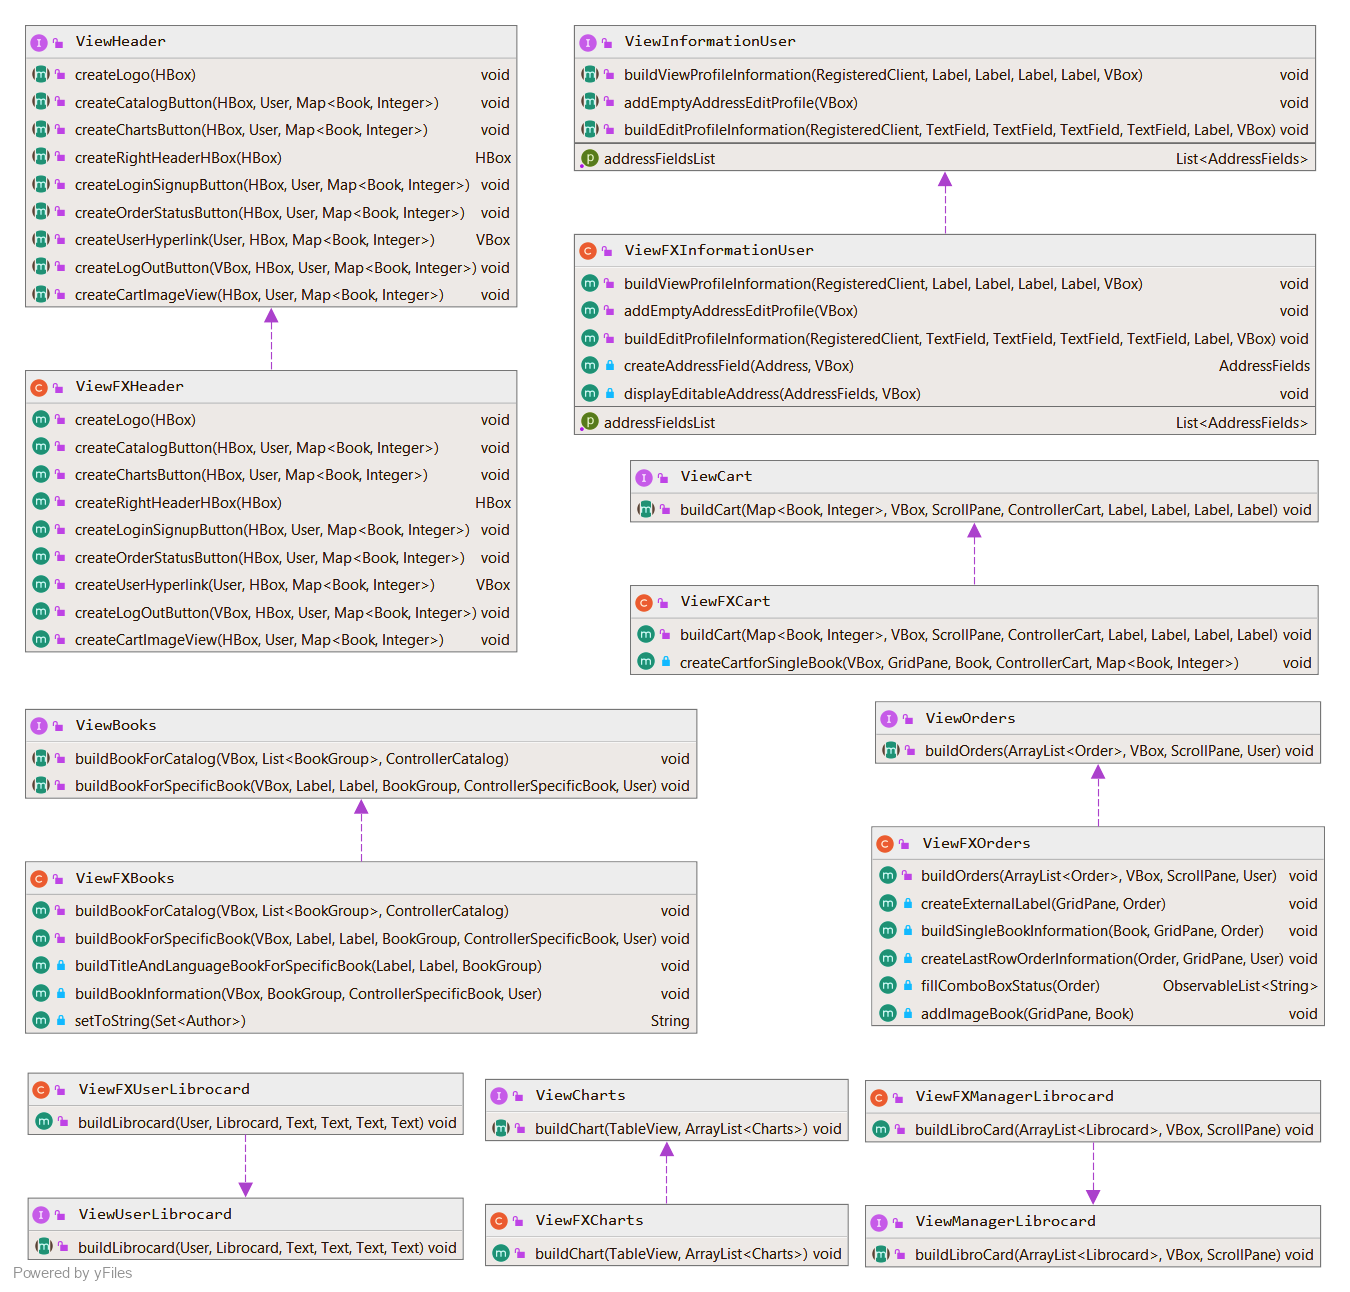 ViewHeader
createLogo(HBox) void
createCatalogButton(HBox, User, Map<Book, Integer>) void
createChartsButton(HBox, User, Map<Book, Integer>) void
createRightHeaderHBox(HBox) HBox
createLoginSignupButton(HBox, User, Map<Book, Integer>) void
createOrderStatusButton(HBox, User, Map<Book, Integer>) void
createUserHyperlink(User, HBox, Map<Book, Integer>) VBox
createLogOutButton(VBox, HBox, User, Map<Book, Integer>) void
createCartImageView(HBox, User, Map<Book, Integer>) void
ViewFXHeader
createLogo(HBox) void
createCatalogButton(HBox, User, Map<Book, Integer>) void
createChartsButton(HBox, User, Map<Book, Integer>) void
createRightHeaderHBox(HBox) HBox
createLoginSignupButton(HBox, User, Map<Book, Integer>) void
createOrderStatusButton(HBox, User, Map<Book, Integer>) void
createUserHyperlink(User, HBox, Map<Book, Integer>) VBox
createLogOutButton(VBox, HBox, User, Map<Book, Integer>) void
createCartImageView(HBox, User, Map<Book, Integer>) void
ViewInformationUser
buildViewProfileInformation(RegisteredClient, Label, Label, Label, Label, VBox) void
addEmptyAddressEditProfile(VBox) void
buildEditProfileInformation(RegisteredClient, TextField, TextField, TextField, TextField, Label, VBox) void
addressFieldsList List<AddressFields>
ViewFXInformationUser
buildViewProfileInformation(RegisteredClient, Label, Label, Label, Label, VBox) void
addEmptyAddressEditProfile(VBox) void
buildEditProfileInformation(RegisteredClient, TextField, TextField, TextField, TextField, Label, VBox) void
createAddressField(Address, VBox) AddressFields
displayEditableAddress(AddressFields, VBox) void
addressFieldsList List<AddressFields>
ViewCart
buildCart(Map<Book, Integer>, VBox, ScrollPane, ControllerCart, Label, Label, Label, Label) void
ViewFXCart
buildCart(Map<Book, Integer>, VBox, ScrollPane, ControllerCart, Label, Label, Label, Label) void
createCartforSingleBook(VBox, GridPane, Book, ControllerCart, Map<Book, Integer>) void
ViewBooks
buildBookForCatalog(VBox, List<BookGroup>, ControllerCatalog) void
buildBookForSpecificBook(VBox, Label, Label, BookGroup, ControllerSpecificBook, User) void
ViewFXBooks
buildBookForCatalog(VBox, List<BookGroup>, ControllerCatalog) void
buildBookForSpecificBook(VBox, Label, Label, BookGroup, ControllerSpecificBook, User) void
buildTitleAndLanguageBookForSpecificBook(Label, Label, BookGroup) void
buildBookInformation(VBox, BookGroup, ControllerSpecificBook, User) void
setToString(Set<Author>) String
ViewOrders
buildOrders(ArrayList<Order>, VBox, ScrollPane, User) void
ViewFXOrders
buildOrders(ArrayList<Order>, VBox, ScrollPane, User) void
createExternalLabel(GridPane, Order) void
buildSingleBookInformation(Book, GridPane, Order) void
createLastRowOrderInformation(Order, GridPane, User) void
fillComboBoxStatus(Order) ObservableList<String>
addImageBook(GridPane, Book) void
ViewFXUserLibrocard
buildLibrocard(User, Librocard, Text, Text, Text, Text) void
ViewUserLibrocard
buildLibrocard(User, Librocard, Text, Text, Text, Text) void
ViewCharts
buildChart(TableView, ArrayList<Charts>) void
ViewFXCharts
buildChart(TableView, ArrayList<Charts>) void
ViewFXManagerLibrocard
buildLibroCard(ArrayList<Librocard>, VBox, ScrollPane) void
ViewManagerLibrocard
buildLibroCard(ArrayList<Librocard>, VBox, ScrollPane) void
Powered by yFiles